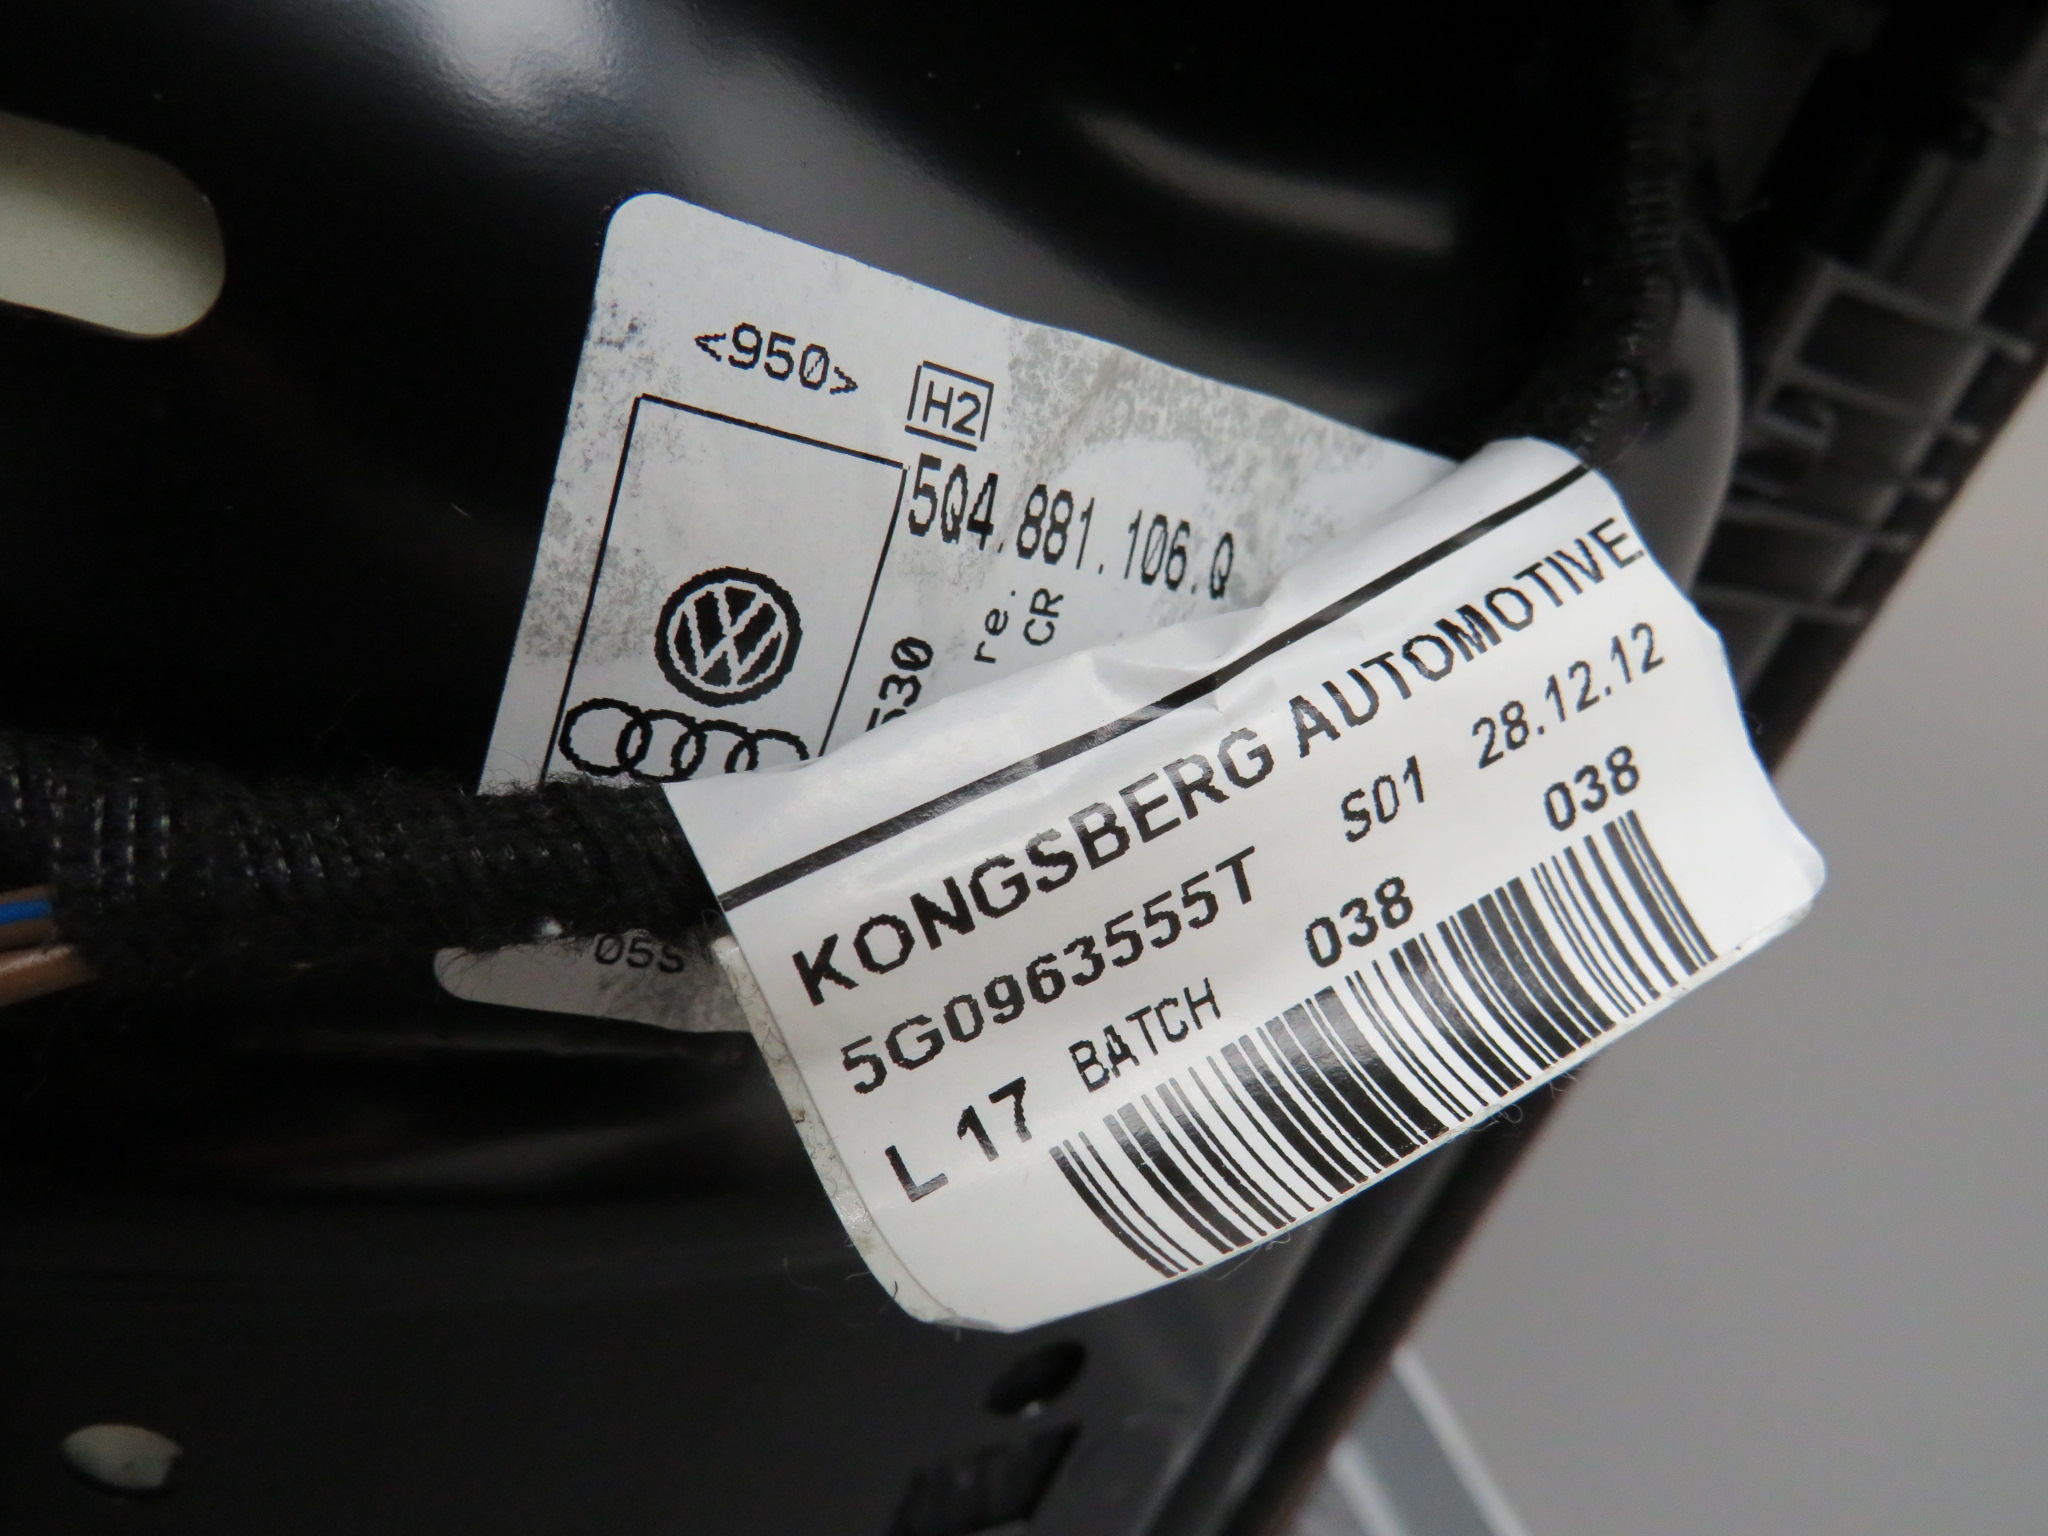 <950>
H2
5Q4.881.106.Q
re.
CR
530
05S
KONGSBERG AUTOMOTIVE
5G0963555T S01 28.12.12
L 17 BATCH 038 038